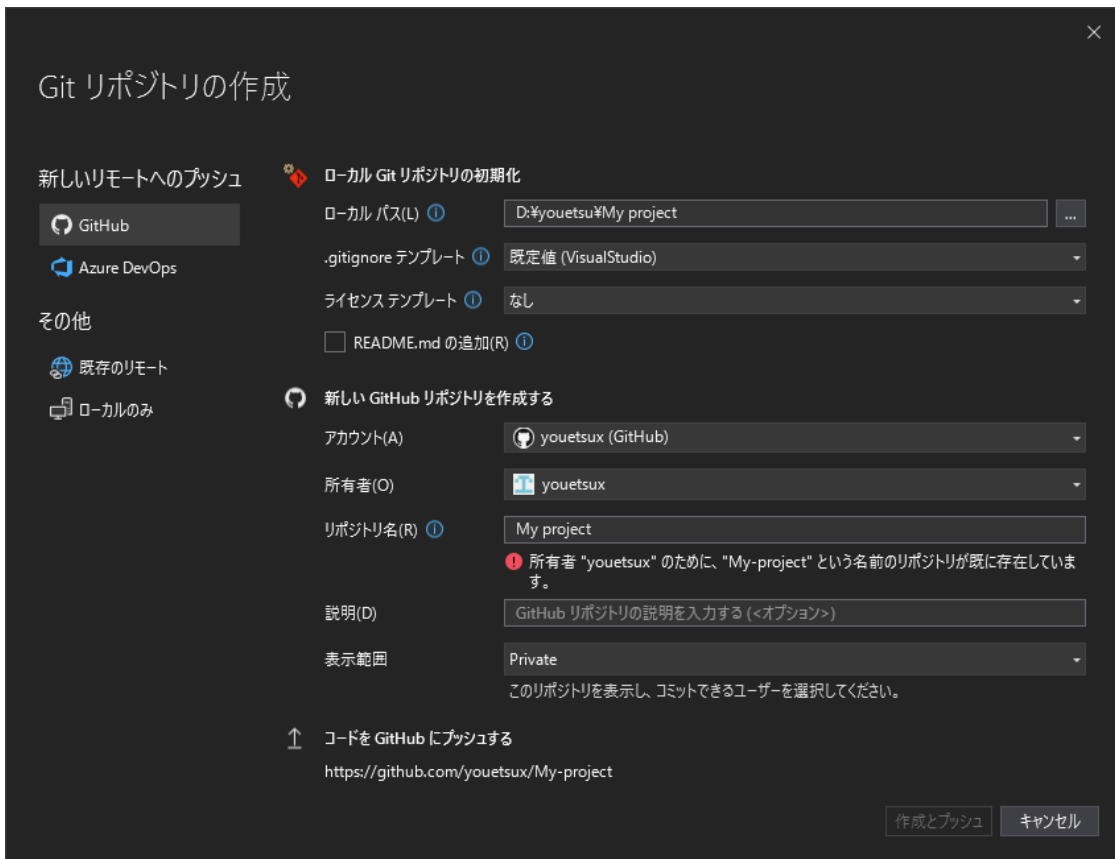 Git リポジトリの作成
新しいリモートへのプッシュ
GitHub
Azure DevOps
その他
既存のリモート
ローカルのみ
ローカル Git リポジトリの初期化
ローカル パス(L)
D:¥youetsu¥My project
...
.gitignore テンプレート
既定値 (VisualStudio)
ライセンス テンプレート
なし
README.md の追加(R)
新しい GitHub リポジトリを作成する
アカウント(A)
youetsux (GitHub)
所有者(O)
youetsux
リポジトリ名(R)
My project
所有者 "youetsux" のために、"My-project" という名前のリポジトリが既に存在していま
す。
説明(D)
GitHub リポジトリの説明を入力する (<オプション>)
表示範囲
Private
このリポジトリを表示し、コミットできるユーザーを選択してください。
コードを GitHub にプッシュする
https://github.com/youetsux/My-project
作成とプッシュ
キャンセル